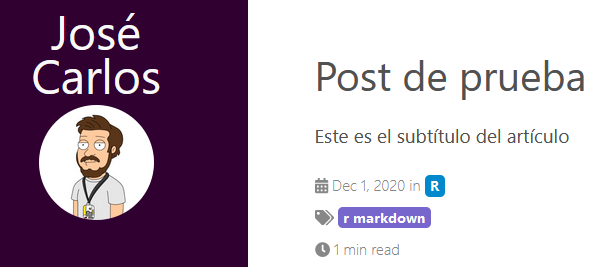 José
Carlos
Post de prueba
Este es el subtítulo del artículo
Dec 1, 2020 in R
r markdown
1 min read